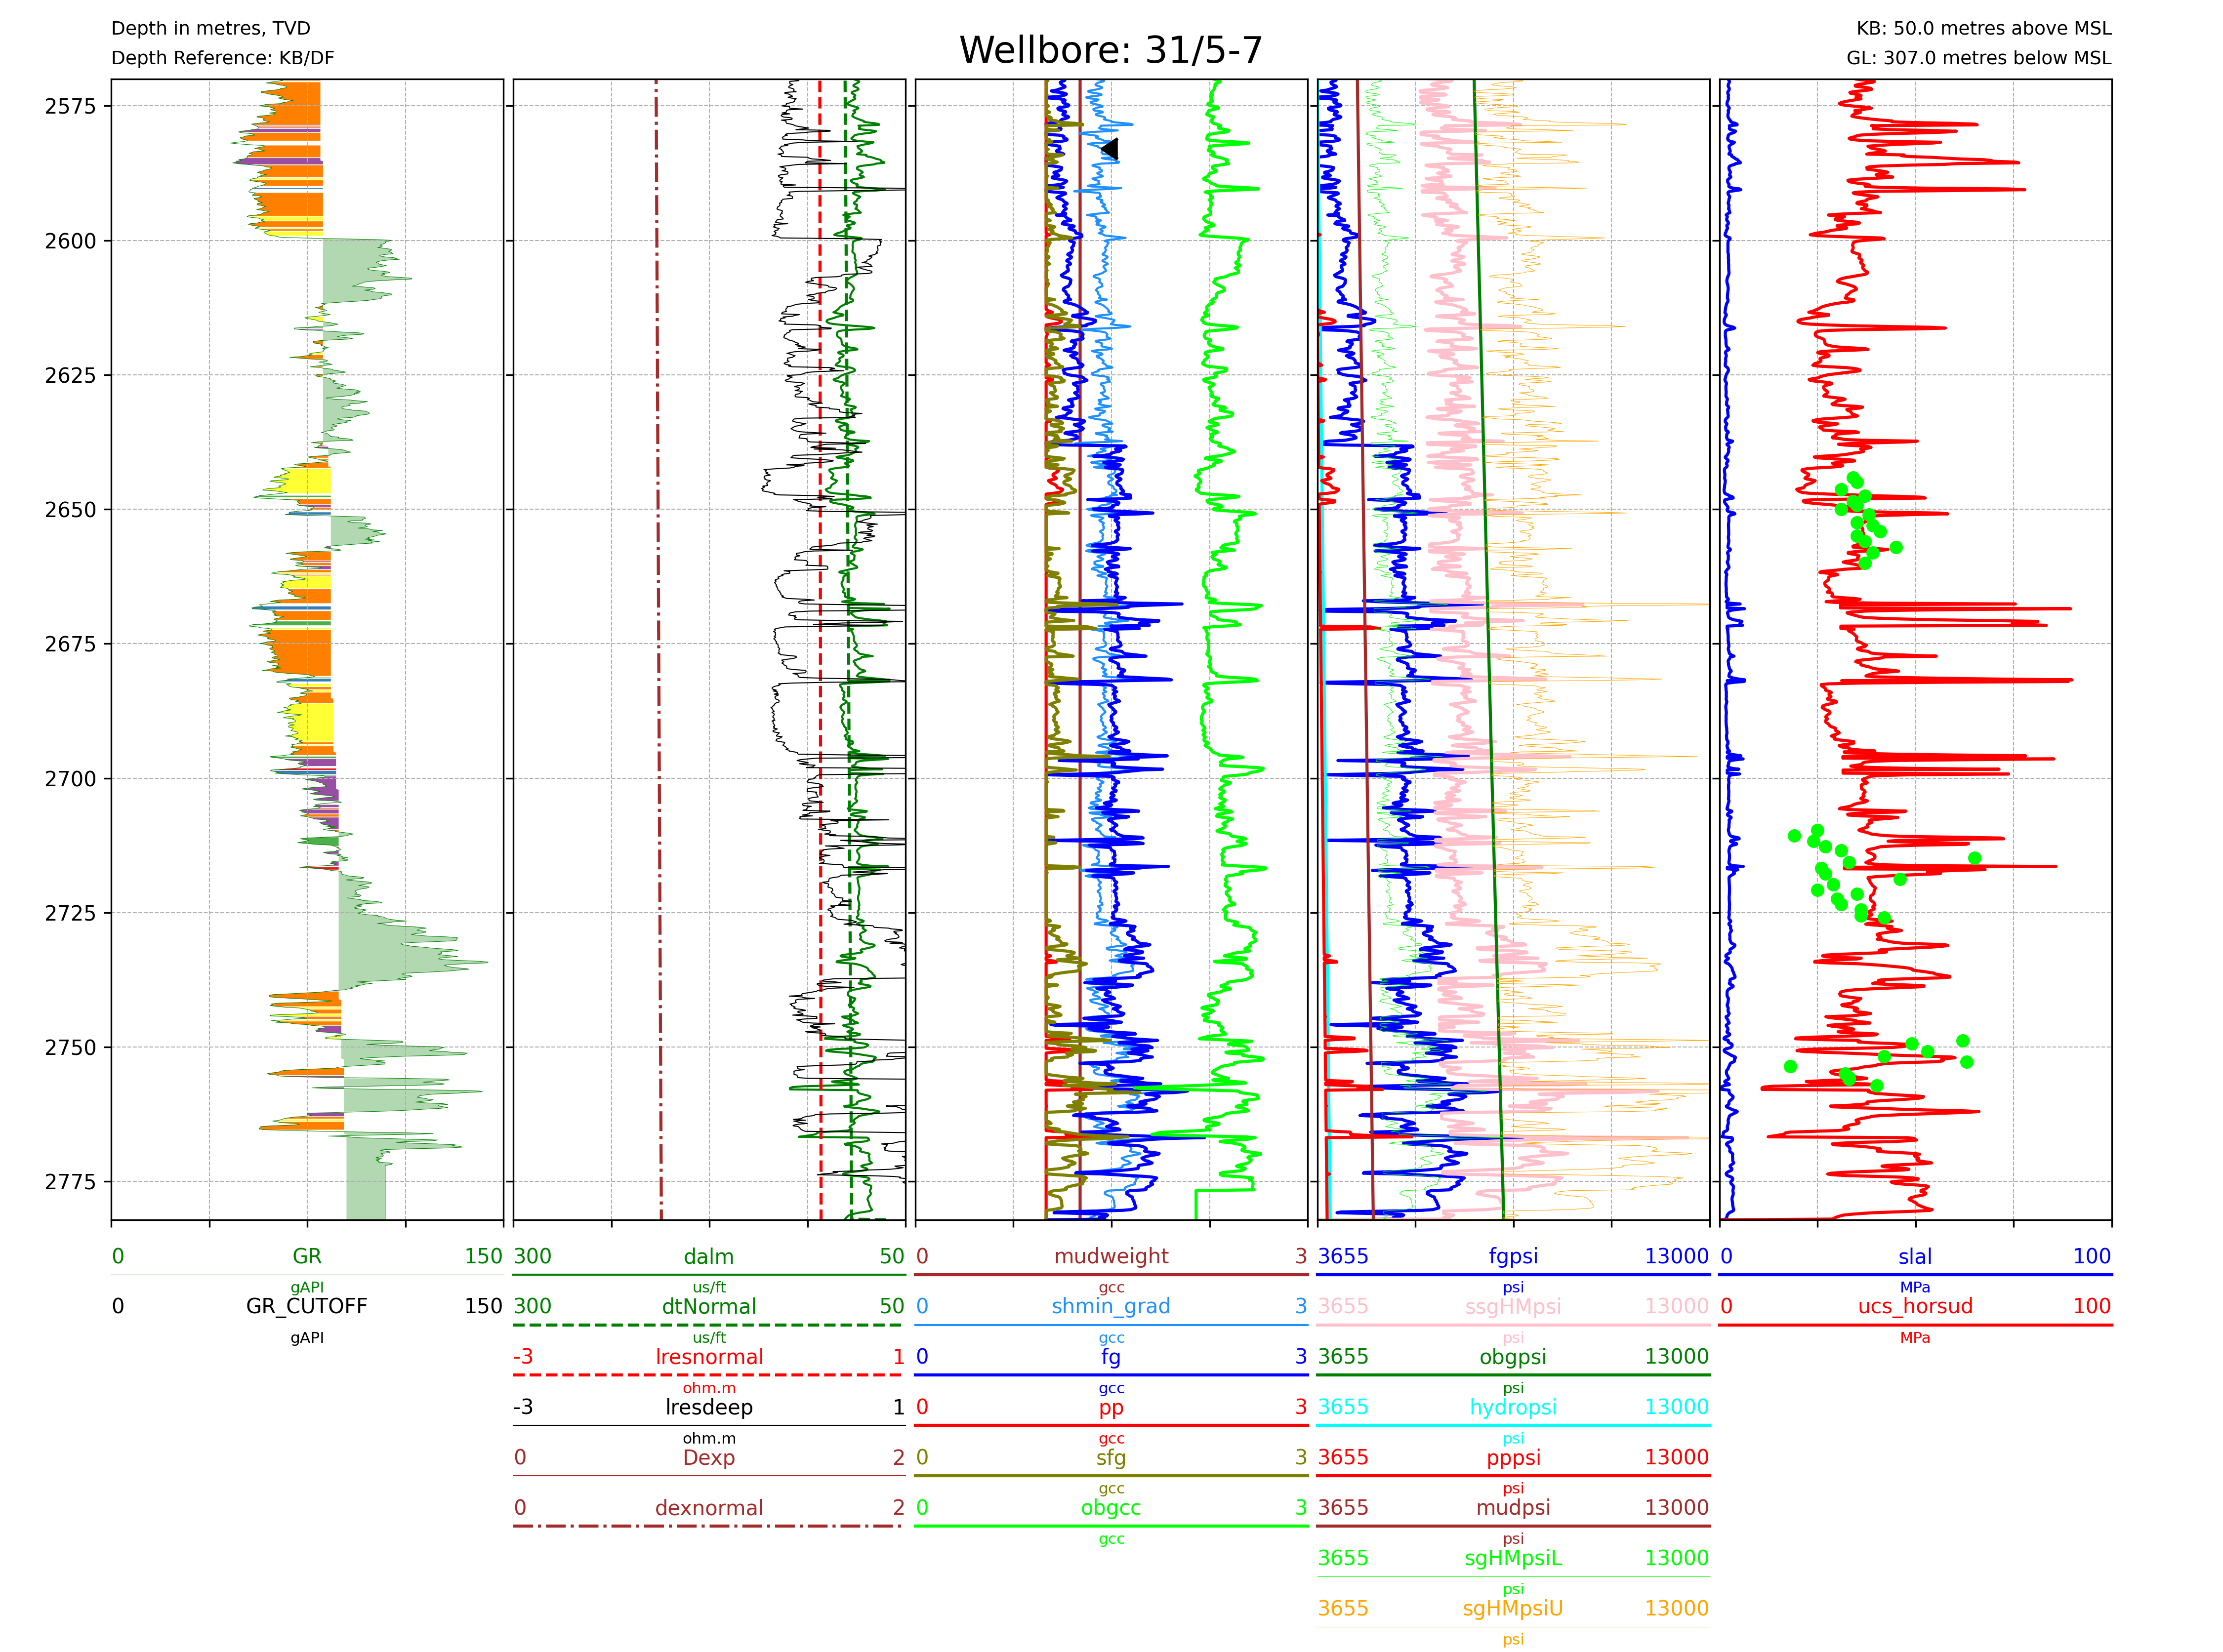 Depth in metres, TVD
Depth Reference: KB/DF
Wellbore: 31/5-7
KB: 50.0 metres above MSL
GL: 307.0 metres below MSL
2575
2600
2625
2650
2675
2700
2725
2750
2775
0 GR 150
gAPI
0 GR_CUTOFF 150
gAPI
300 dalm 50
us/ft
300 dtNormal 50
us/ft
-3 lresnormal 1
ohm.m
-3 lresdeep 1
ohm.m
0 Dexp 2
0 dexnormal 2
0 mudweight 3
gcc
0 shmin_grad 3
gcc
0 fg 3
gcc
0 pp 3
gcc
0 sfg 3
gcc
0 obgcc 3
gcc
3655 fgpsi 13000
psi
3655 ssgHMpsi 13000
psi
3655 obgpsi 13000
psi
3655 hydropsi 13000
psi
3655 pppsi 13000
psi
3655 mudpsi 13000
psi
3655 sgHMpsiL 13000
psi
3655 sgHMpsiU 13000
psi
0 slal 100
MPa
0 ucs_horsud 100
MPa